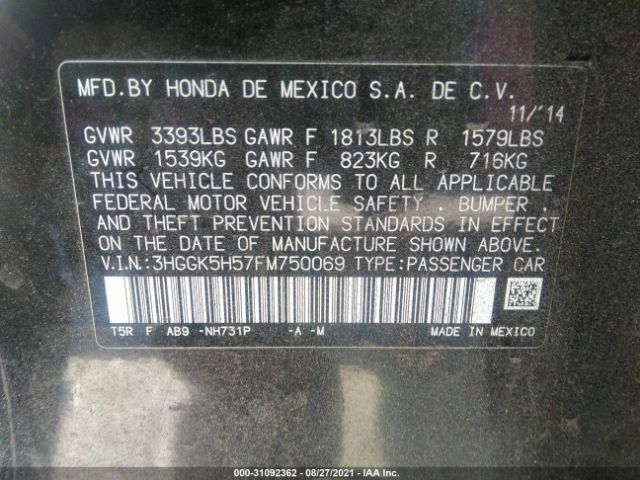 MFD.BY HONDA DE MEXICO S.A. DE C.V.
11/'14
GVWR 3393LBS GAWR F 1813LBS R 1579LBS
GVWR 1539KG GAWR F 823KG R 716KG
THIS VEHICLE CONFORMS TO ALL APPLICABLE
FEDERAL MOTOR VEHICLE SAFETY . BUMPER .
AND THEFT PREVENTION STANDARDS IN EFFECT
ON THE DATE OF MANUFACTURE SHOWN ABOVE.
V.I.N.:3HGGK5H57FM750069 TYPE:PASSENGER CAR
T5R F AB9 -NH731P -A -M MADE IN MEXICO
000-31092362 - 08/27/2021 - IAA Inc.